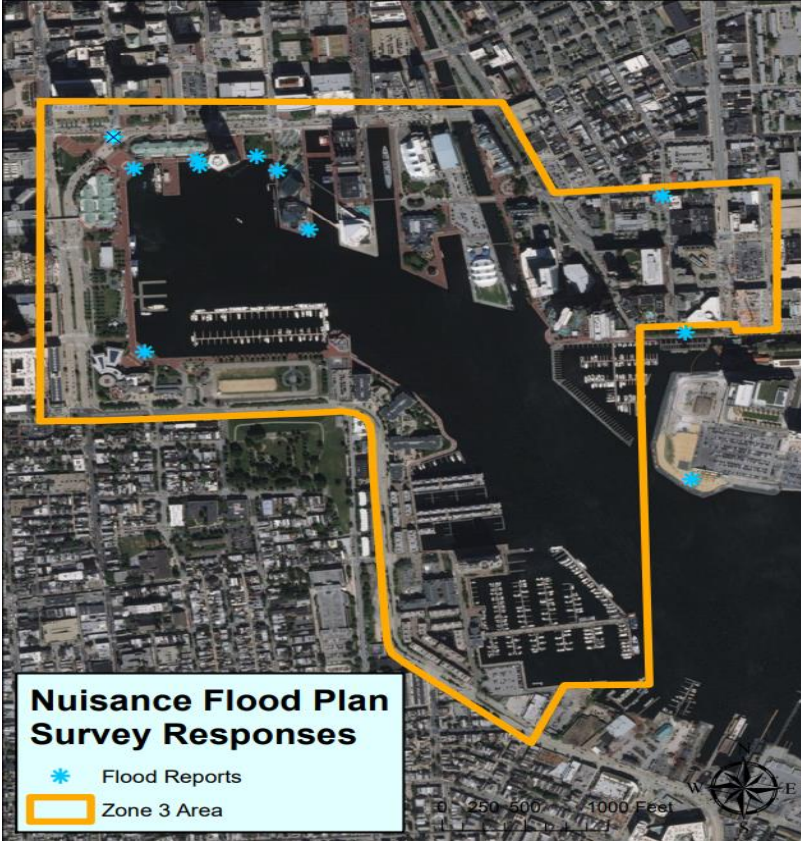 Nuisance Flood Plan
Survey Responses
Flood Reports
Zone 3 Area
N
W E
S
0 250 500 1000 Feet